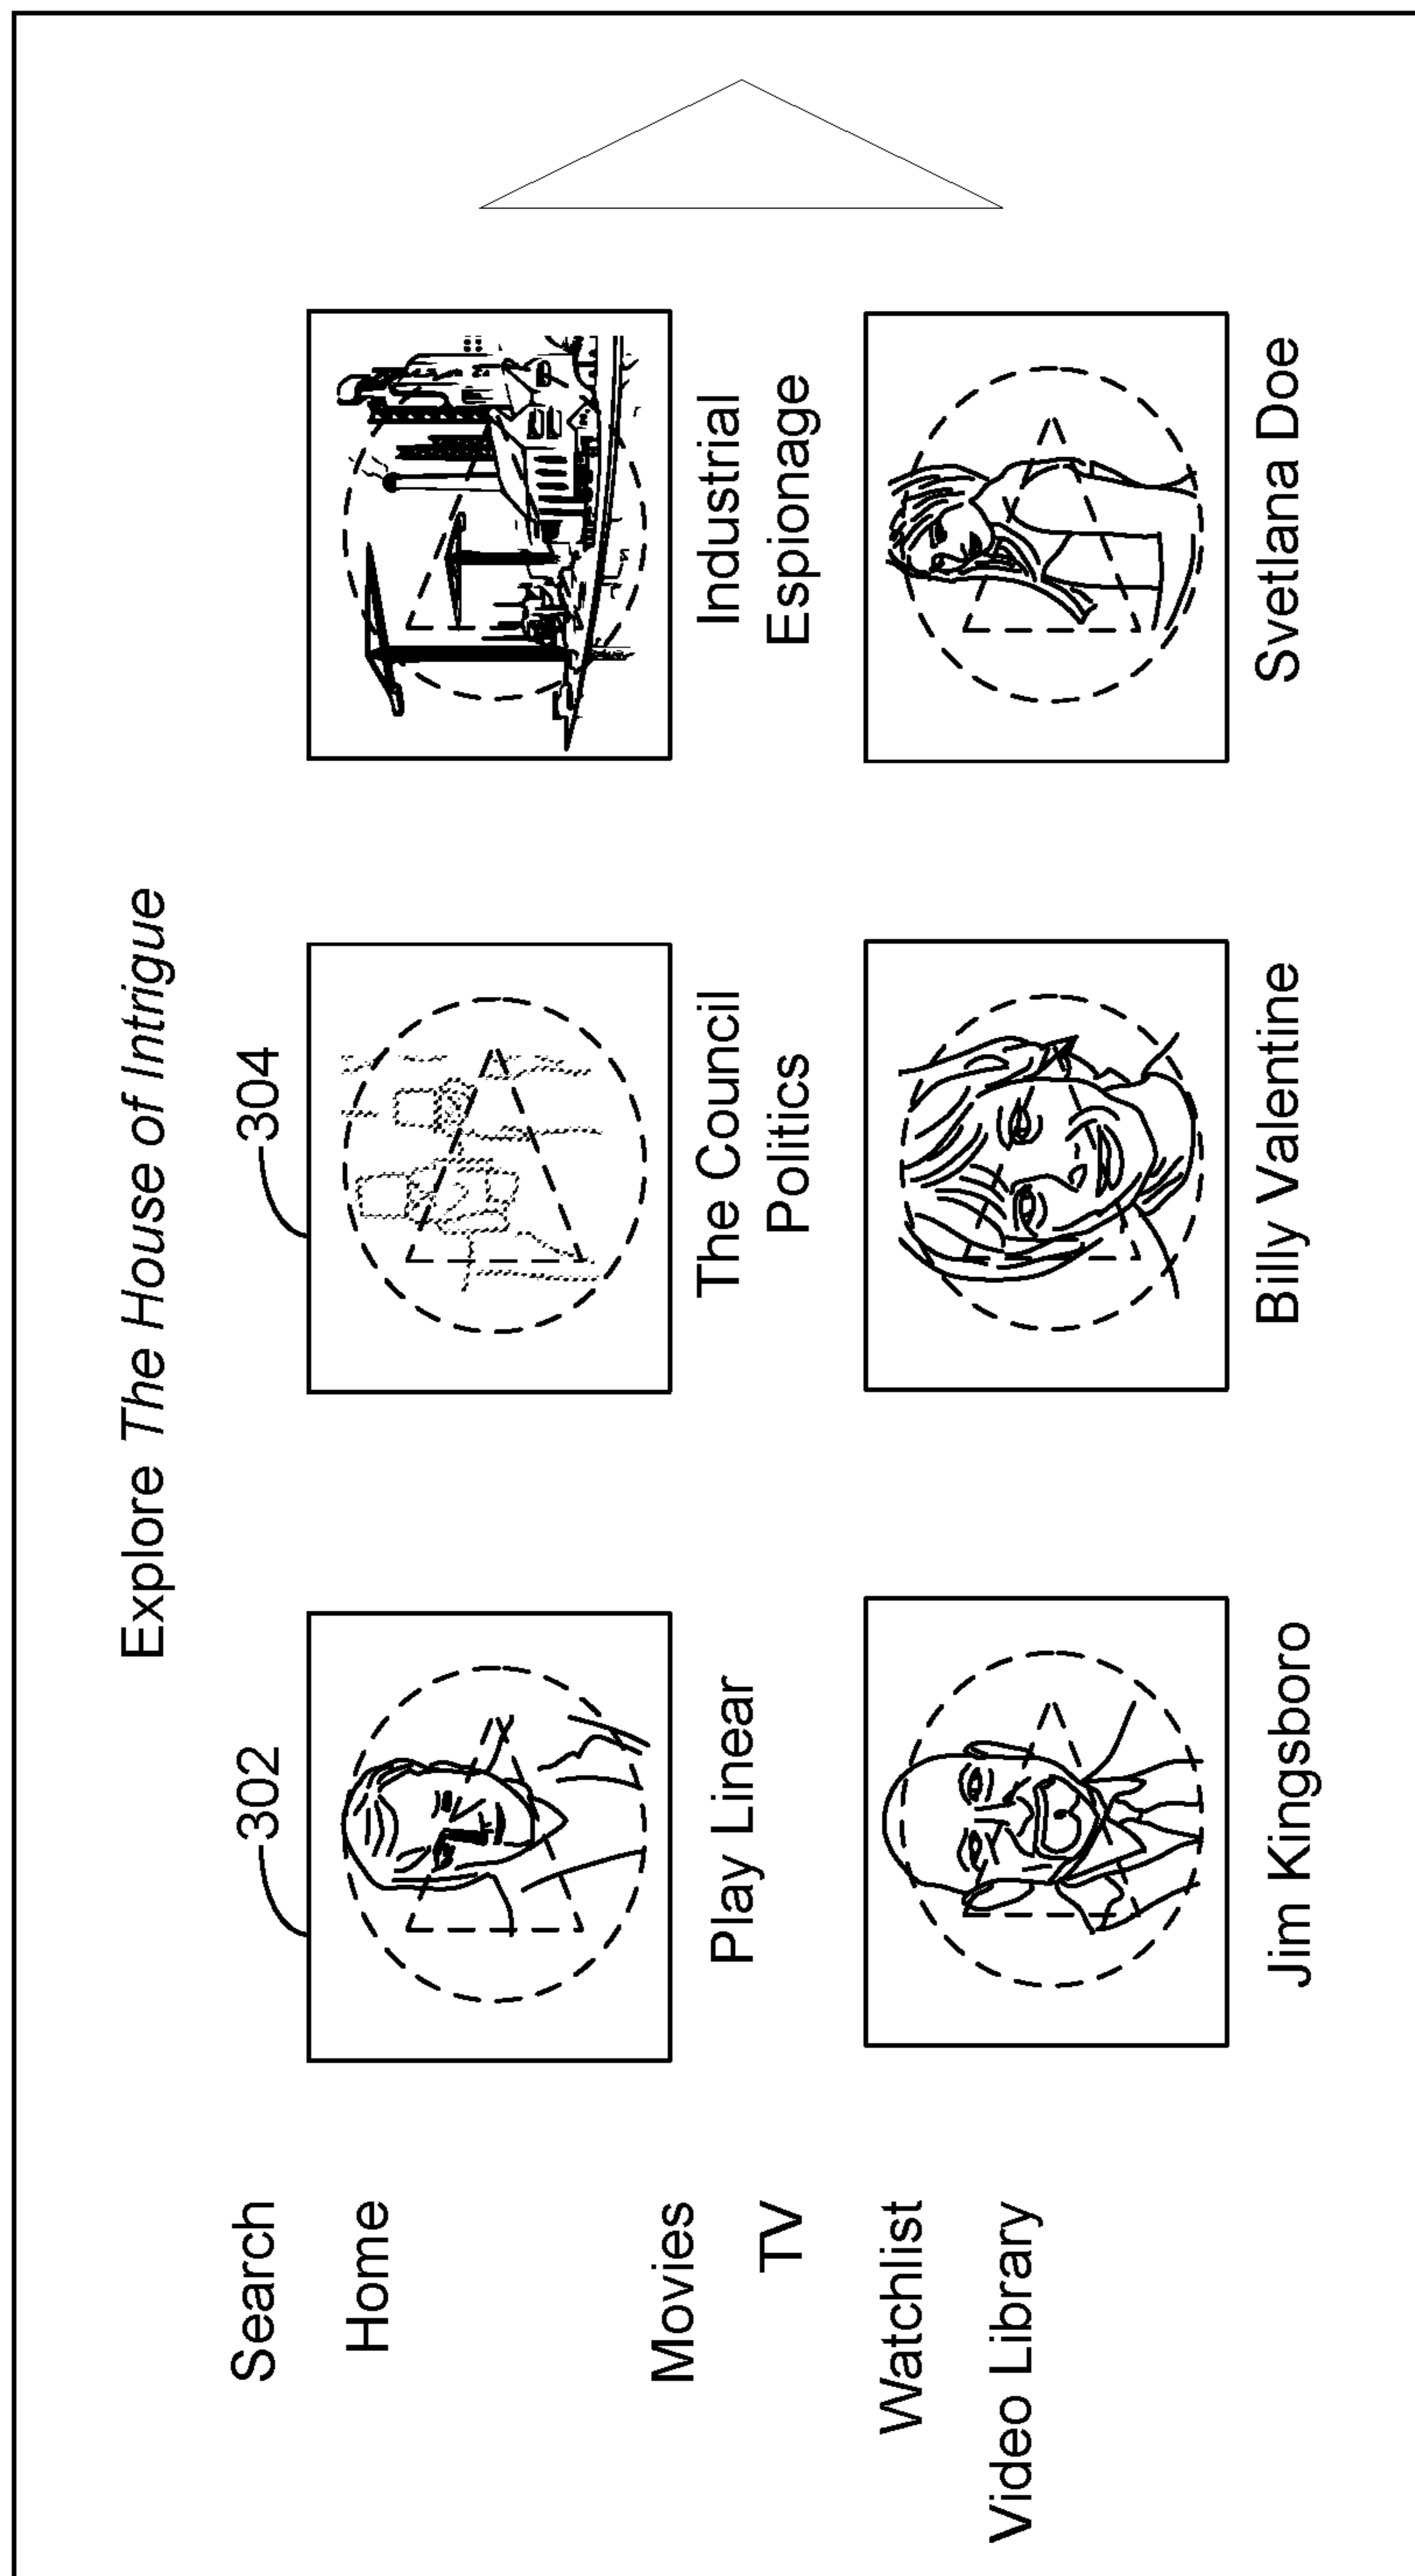 Explore The House of Intrigue
Search
Home
Movies
TV
Watchlist
Video Library
302
Play Linear
304
The Council
Politics
Industrial
Espionage
Jim Kingsboro
Billy Valentine
Svetlana Doe